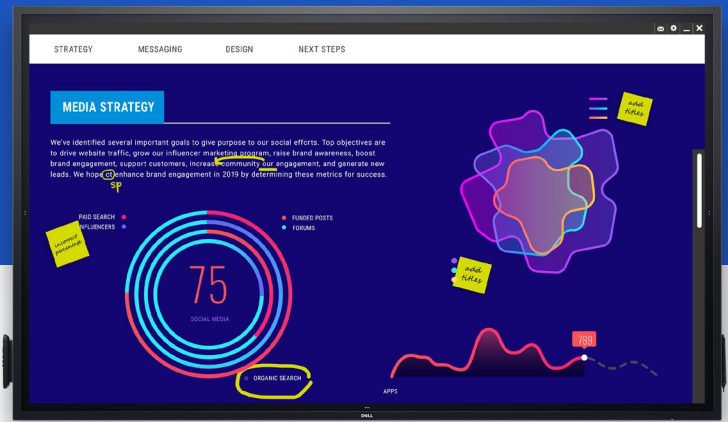 STRATEGY MESSAGING DESIGN NEXT STEPS
MEDIA STRATEGY
We've identified several important goals to give purpose to our social efforts. Top objectives are
to drive website traffic, grow our influencer marketing program, raise brand awareness, boost
brand engagement, support customers, increase community our engagement, and generate new
leads. We hope ct enhance brand engagement in 2019 by determining these metrics for success.
sp
add
titles
PAID SEARCH
INFLUENCERS
FUNDED POSTS
FORUMS
incorrect
percentage
75
SOCIAL MEDIA
ORGANIC SEARCH
add
titles
789
APPS
DELL